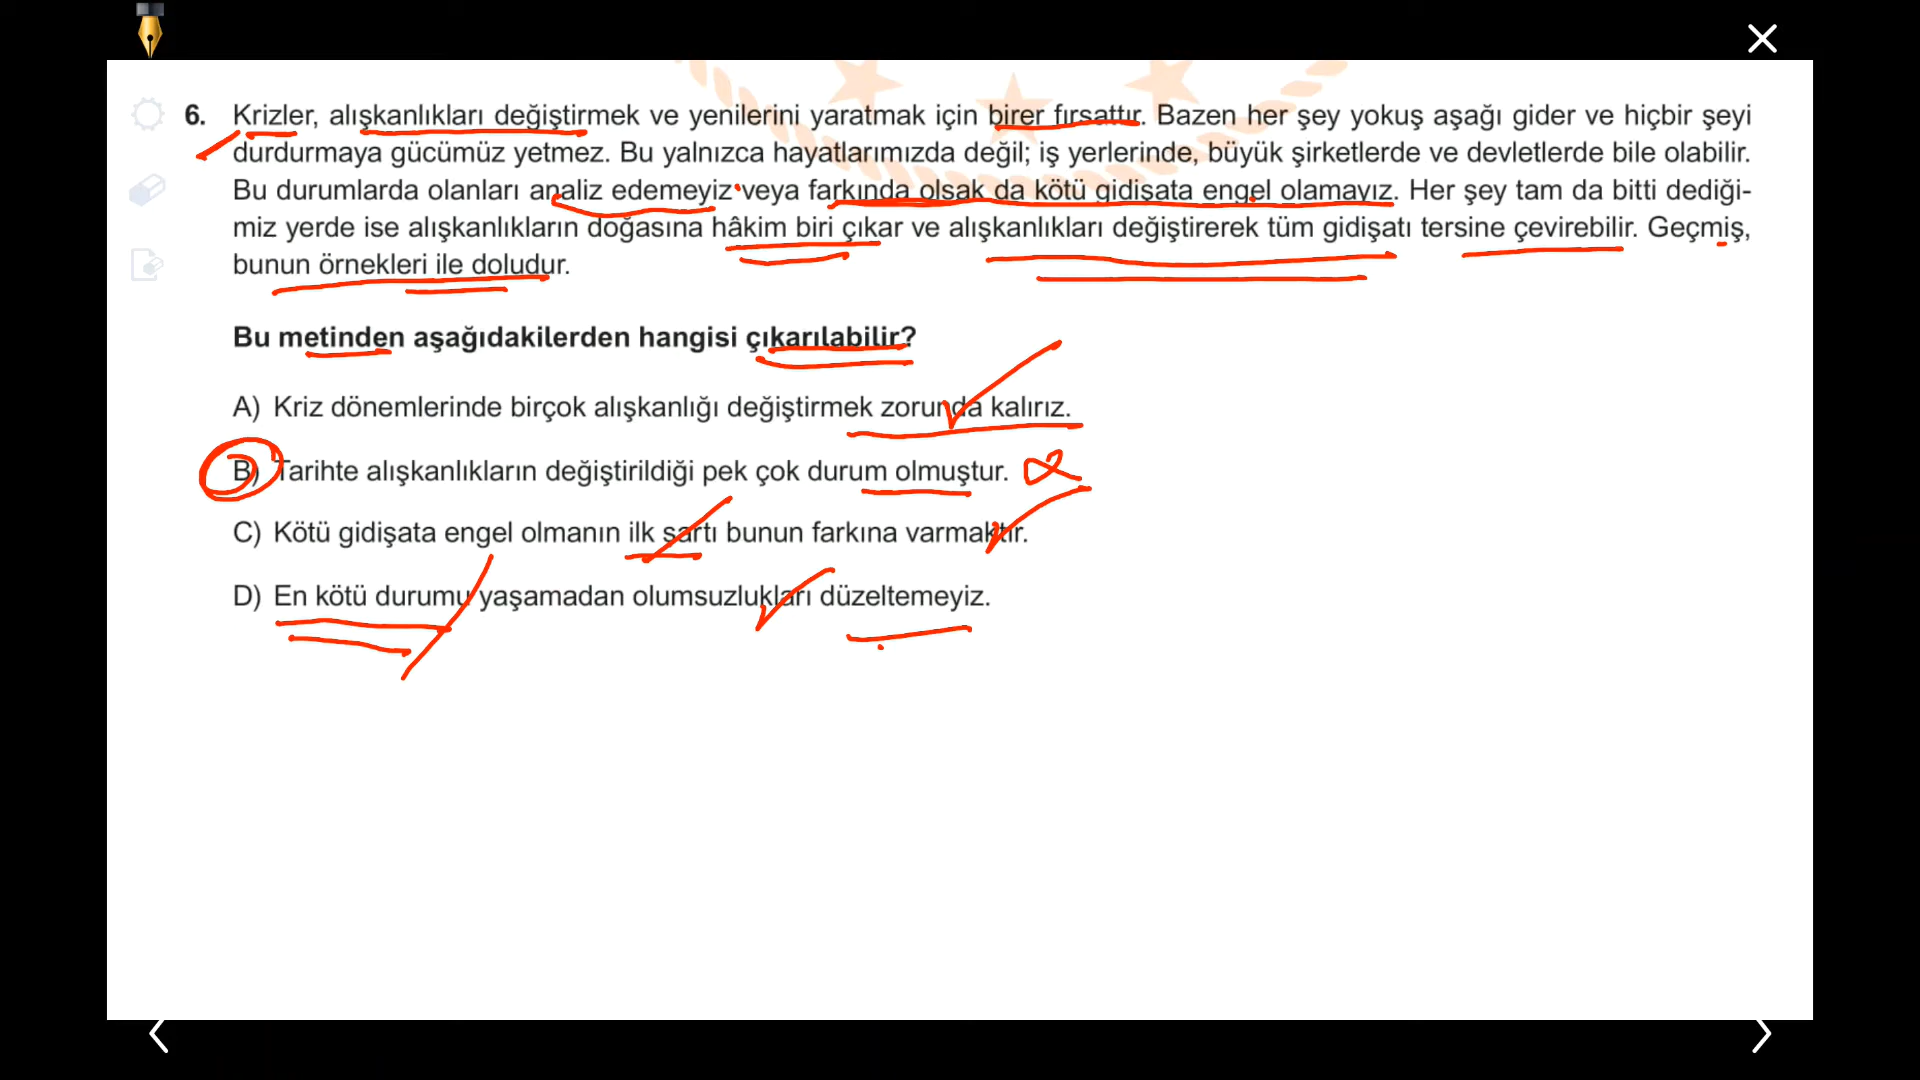 6. Krizler, alışkanlıkları değiştirmek ve yenilerini yaratmak için birer fırsattır. Bazen her şey yokuş aşağı gider ve hiçbir şeyi
durdurmaya gücümüz yetmez. Bu yalnızca hayatlarımızda değil; iş yerlerinde, büyük şirketlerde ve devletlerde bile olabilir.
Bu durumlarda olanları analiz edemeyiz veya farkında olsak da kötü gidişata engel olamayız. Her şey tam da bitti dediği-
miz yerde ise alışkanlıkların doğasına hâkim biri çıkar ve alışkanlıkları değiştirerek tüm gidişatı tersine çevirebilir. Geçmiş,
bunun örnekleri ile doludur.
Bu metinden aşağıdakilerden hangisi çıkarılabilir?
A) Kriz dönemlerinde birçok alışkanlığı değiştirmek zorunda kalırız.
B) Tarihte alışkanlıkların değiştirildiği pek çok durum olmuştur.
C) Kötü gidişata engel olmanın ilk şartı bunun farkına varmaktır.
D) En kötü durumu yaşamadan olumsuzlukları düzeltemeyiz.